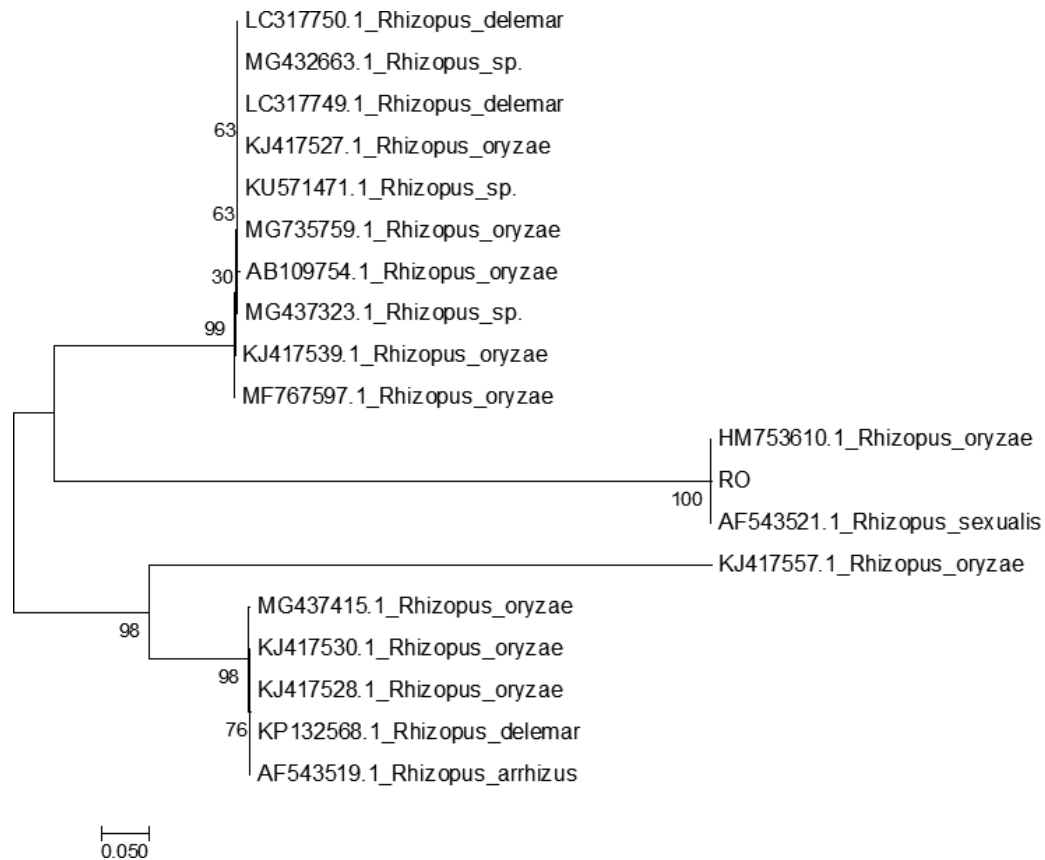 LC317750.1_Rhizopus_delemar
MG432663.1_Rhizopus_sp.
LC317749.1_Rhizopus_delemar
63
KJ417527.1_Rhizopus_oryzae
KU571471.1_Rhizopus_sp.
63
MG735759.1_Rhizopus_oryzae
30
AB109754.1_Rhizopus_oryzae
MG437323.1_Rhizopus_sp.
99
KJ417539.1_Rhizopus_oryzae
MF767597.1_Rhizopus_oryzae
HM753610.1_Rhizopus_oryzae
RO
100
AF543521.1_Rhizopus_sexualis
KJ417557.1_Rhizopus_oryzae
MG437415.1_Rhizopus_oryzae
98
KJ417530.1_Rhizopus_oryzae
98
KJ417528.1_Rhizopus_oryzae
76
KP132568.1_Rhizopus_delemar
AF543519.1_Rhizopus_arrhizus
0.050